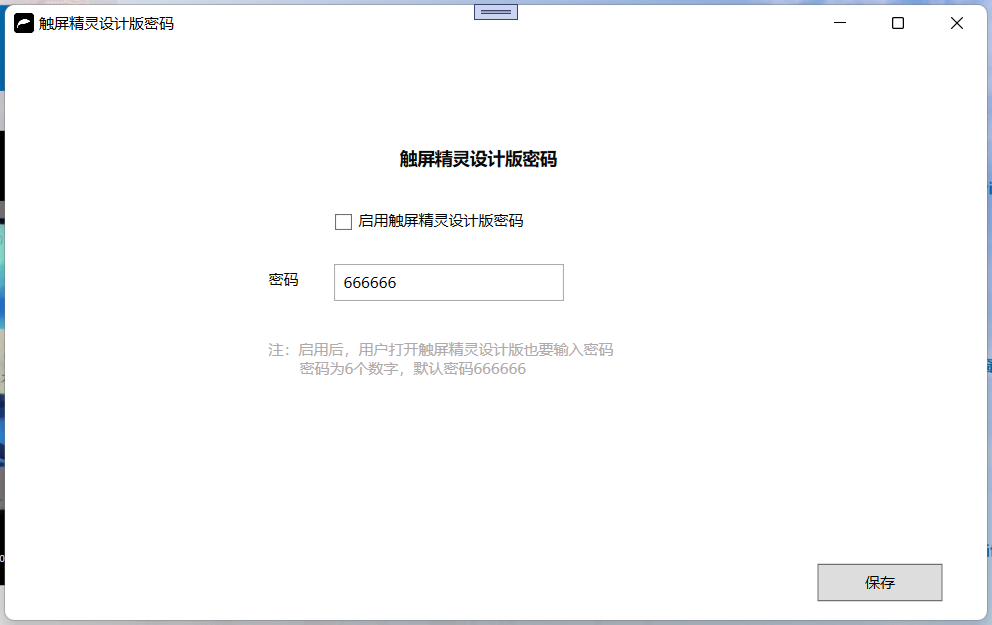 触屏精灵设计版密码
触屏精灵设计版密码
启用触屏精灵设计版密码
密码
666666
注：启用后，用户打开触屏精灵设计版也要输入密码
密码为6个数字，默认密码666666
保存